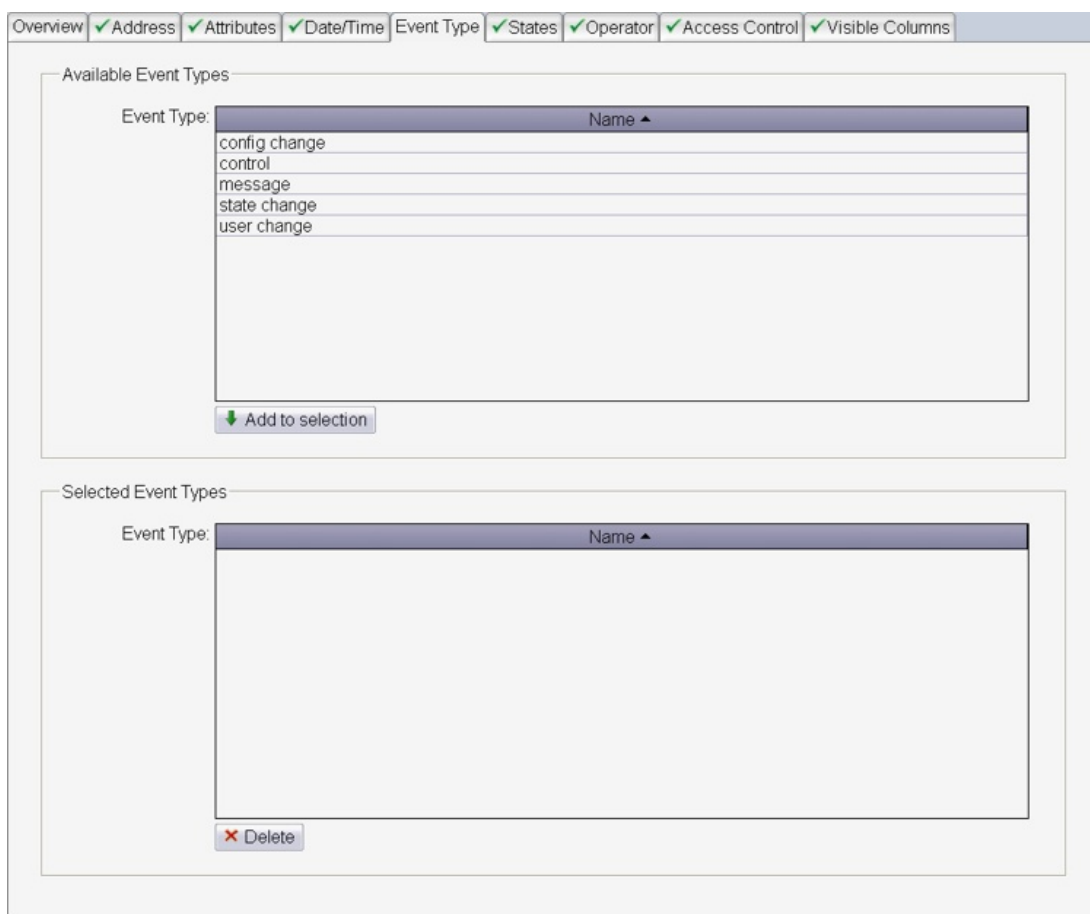 Overview Address Attributes Date/Time Event Type States Operator Access Control Visible Columns
Available Event Types
Event Type: Name
config change
control
message
state change
user change
Add to selection
Selected Event Types
Event Type: Name
Delete